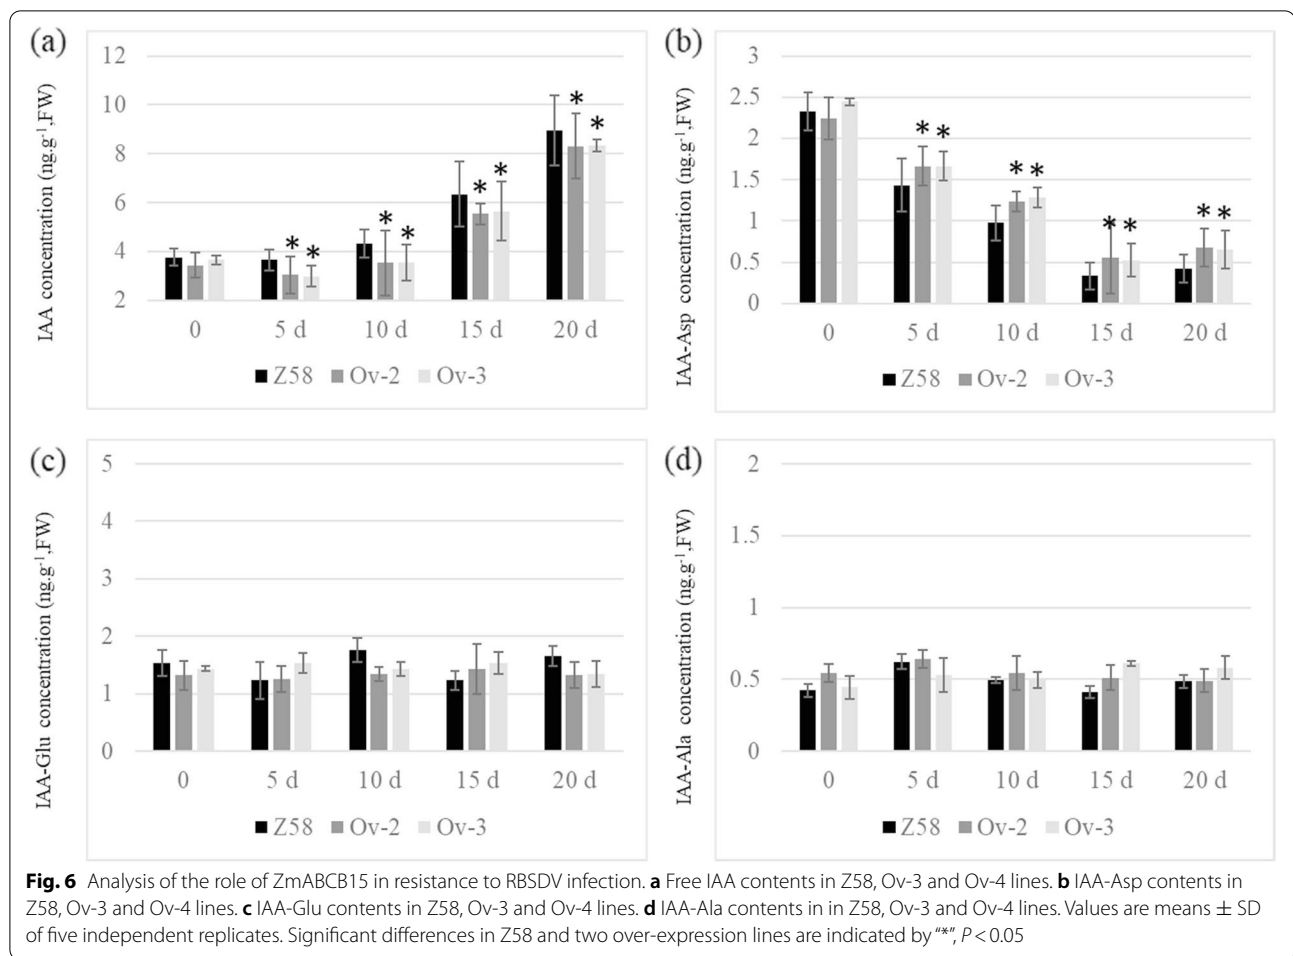 (a)
IAA concentration (ng.g⁻¹,FW)
12
10
8
6
4
2
* * * * * * * *
0 5 d 10 d 15 d 20 d
Z58 Ov-2 Ov-3
(b)
IAA-Asp concentration (ng.g⁻¹,FW)
3
2.5
2
1.5
1
0.5
0
* * * * * * * *
0 5 d 10 d 15 d 20 d
Z58 Ov-2 Ov-3
(c)
IAA-Glu concentration (ng.g⁻¹,FW)
5
4
3
2
1
0
0 5 d 10 d 15 d 20 d
Z58 Ov-2 Ov-3
(d)
IAA-Ala concentration (ng.g⁻¹,FW)
2
1.5
1
0.5
0
0 5 d 10 d 15 d 20 d
Z58 Ov-2 Ov-3
Fig. 6 Analysis of the role of ZmABCB15 in resistance to RBSDV infection. a Free IAA contents in Z58, Ov-3 and Ov-4 lines. b IAA-Asp contents in
Z58, Ov-3 and Ov-4 lines. c IAA-Glu contents in Z58, Ov-3 and Ov-4 lines. d IAA-Ala contents in in Z58, Ov-3 and Ov-4 lines. Values are means ± SD
of five independent replicates. Significant differences in Z58 and two over-expression lines are indicated by “*”, P < 0.05